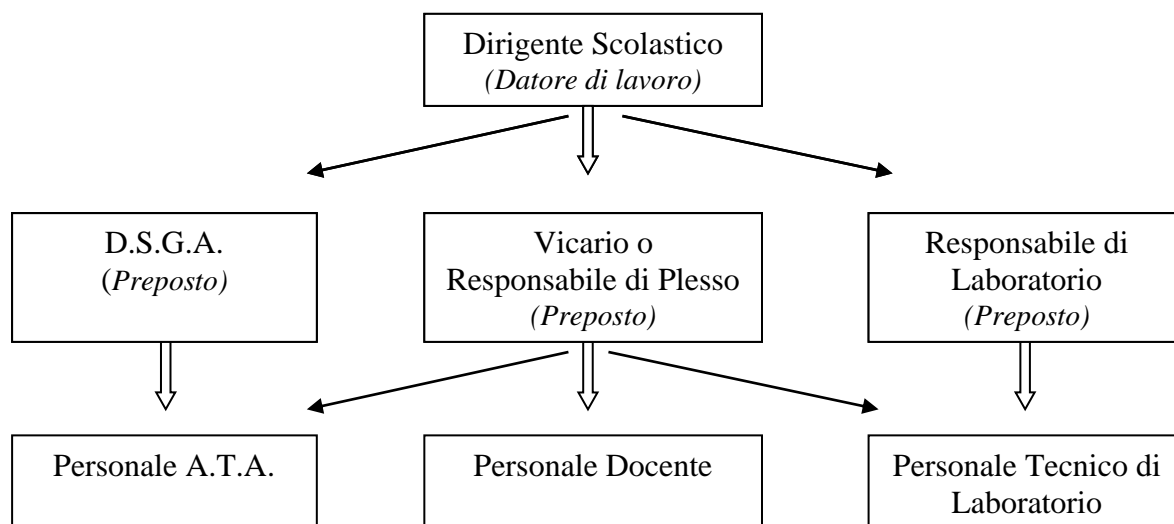 Dirigente Scolastico
(Datore di lavoro)
D.S.G.A.
(Preposto)
Vicario o
Responsabile di Plesso
(Preposto)
Responsabile di
Laboratorio
(Preposto)
Personale A.T.A.
Personale Docente
Personale Tecnico di
Laboratorio